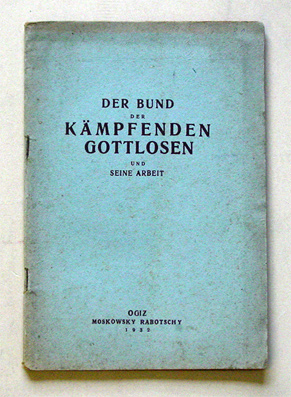 DER BUND
DER
KÄMPFENDEN
GOTTLOSEN
UND
SEINE ARBEIT
OGIZ
MOSKOWSKY RABOTSCHY